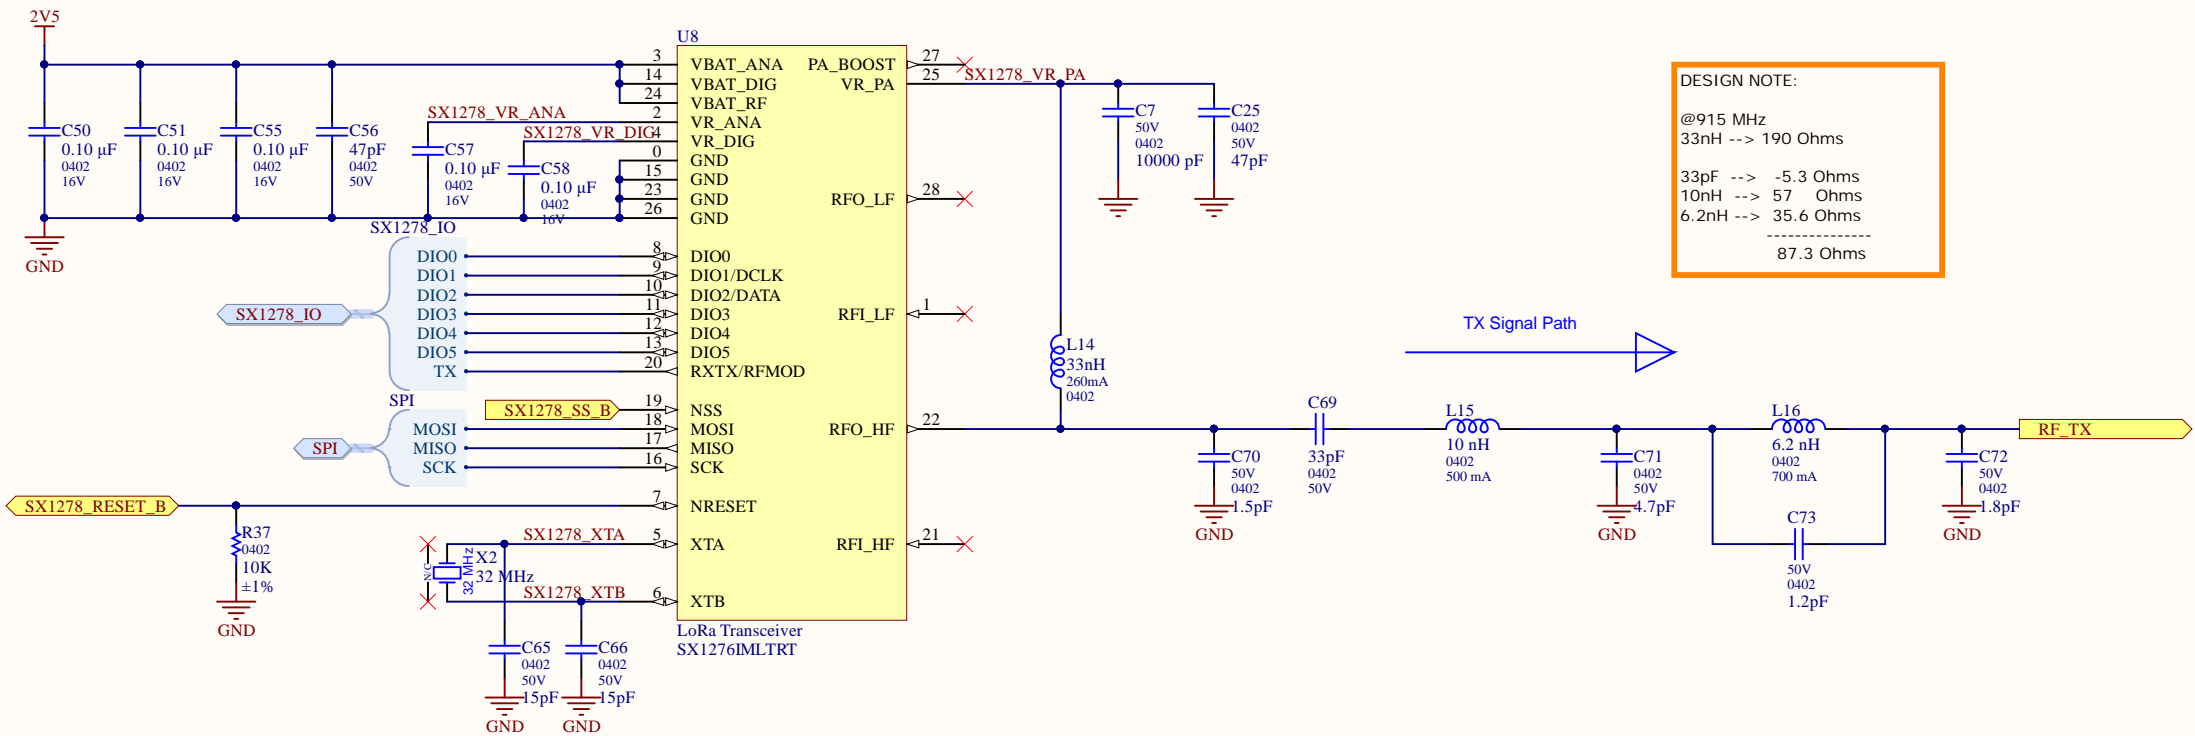 2V5
C50
0.10 µF
0402
16V
C51
0.10 µF
0402
16V
C55
0.10 µF
0402
16V
C56
47pF
0402
50V
GND
SX1278_VR_ANA
C57
0.10 µF
0402
16V
SX1278_VR_DIG
C58
0.10 µF
0402
16V
SX1278_IO
SX1278_IO
DIO0
DIO1
DIO2
DIO3
DIO4
DIO5
TX
SPI
SPI
MOSI
MISO
SCK
SX1278_SS_B
SX1278_RESET_B
R37
0402
10K
±1%
GND
SX1278_XTA
N/C
32 MHz
X2
32 MHz
SX1278_XTB
C65
0402
50V
15pF
GND
C66
0402
50V
15pF
GND
U8
3 VBAT_ANA
14 VBAT_DIG
24 VBAT_RF
2 VR_ANA
4 VR_DIG
0 GND
15 GND
23 GND
26 GND
8 DIO0
9 DIO1/DCLK
10 DIO2/DATA
11 DIO3
12 DIO4
13 DIO5
20 RXTX/RFMOD
19 NSS
18 MOSI
17 MISO
16 SCK
7 NRESET
5 XTA
6 XTB
PA_BOOST 27
VR_PA 25
RFO_LF 28
RFI_LF 1
RFO_HF 22
RFI_HF 21
LoRa Transceiver
SX1276IMLTRT
SX1278_VR_PA
C7
50V
0402
10000 pF
GND
C25
0402
50V
47pF
GND
L14
33nH
260mA
0402
C70
50V
0402
1.5pF
GND
C69
33pF
0402
50V
L15
10 nH
0402
500 mA
C71
0402
50V
4.7pF
GND
L16
6.2 nH
0402
700 mA
C73
50V
0402
1.2pF
C72
50V
0402
1.8pF
GND
RF_TX
TX Signal Path
DESIGN NOTE:
@915 MHz
33nH --> 190 Ohms
33pF --> -5.3 Ohms
10nH --> 57 Ohms
6.2nH --> 35.6 Ohms
---------------
87.3 Ohms